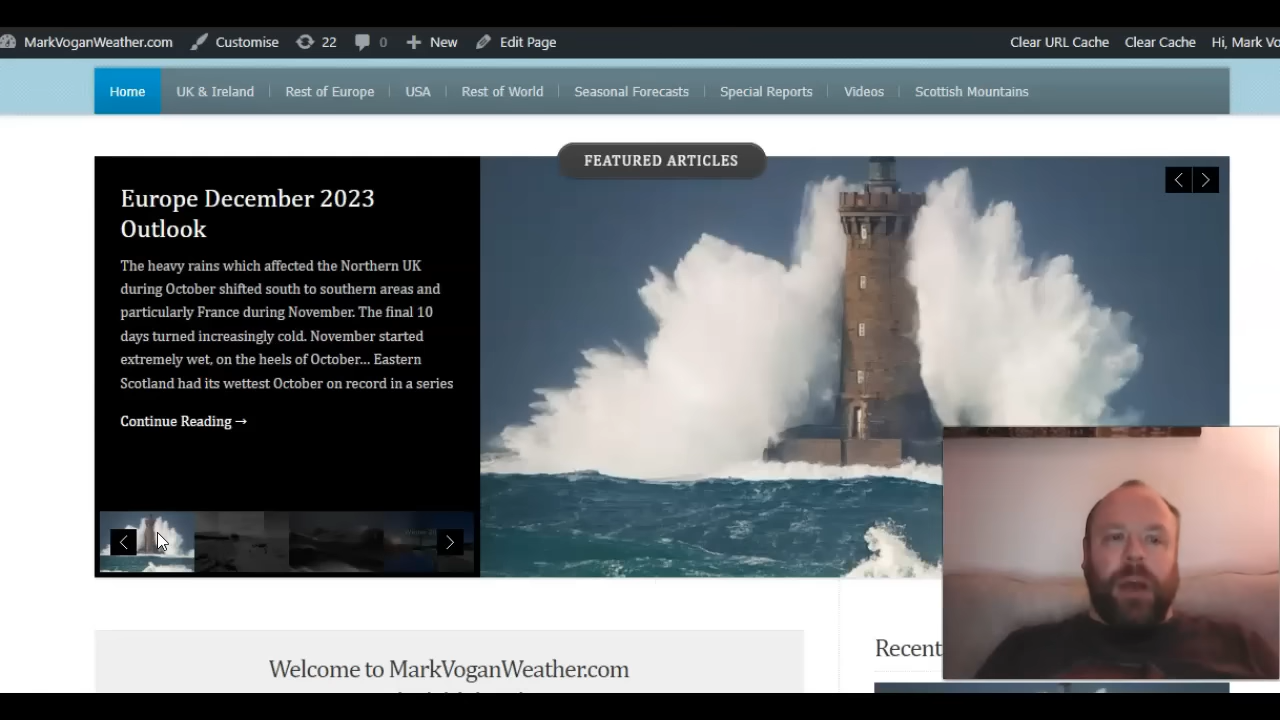 MarkVoganWeather.com Customise 22 0 New Edit Page Clear URL Cache Clear Cache Hi, Mark Vo
Home UK & Ireland Rest of Europe USA Rest of World Seasonal Forecasts Special Reports Videos Scottish Mountains
FEATURED ARTICLES
Europe December 2023
Outlook
The heavy rains which affected the Northern UK
during October shifted south to southern areas and
particularly France during November. The final 10
days turned increasingly cold. November started
extremely wet, on the heels of October... Eastern
Scotland had its wettest October on record in a series
Continue Reading →
Recent
Welcome to MarkVoganWeather.com